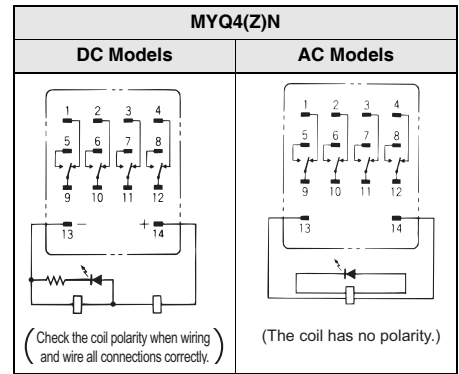 MYQ4(Z)N
DC Models
AC Models
1 2 3 4
5 6 7 8
9 10 11 12
− +
13 14
(Check the coil polarity when wiring
and wire all connections correctly.)
1 2 3 4
5 6 7 8
9 10 11 12
13 14
(The coil has no polarity.)